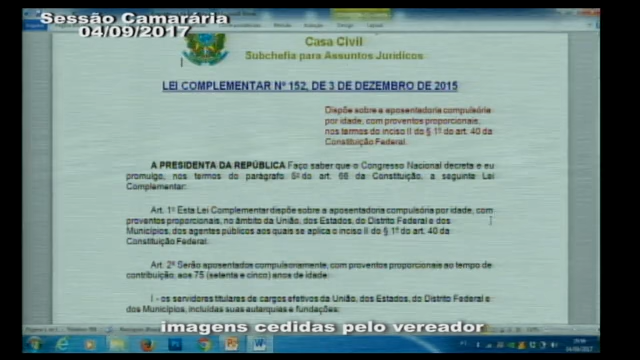 Sessão Camarária
04/09/2017
Casa Civil
Subchefia para Assuntos Jurídicos
LEI COMPLEMENTAR Nº 152, DE 3 DE DEZEMBRO DE 2015
Dispõe sobre a aposentadoria compulsória
por idade, com proventos proporcionais,
nos termos do inciso II do § 1º do art. 40 da
Constituição Federal.
A PRESIDENTA DA REPÚBLICA Faço saber que o Congresso Nacional decreta e eu
promulgo, nos termos do parágrafo 5º do art. 66 da Constituição, a seguinte Lei
Complementar:
Art. 1º Esta Lei Complementar dispõe sobre a aposentadoria compulsória por idade, com
proventos proporcionais, no âmbito da União, dos Estados, do Distrito Federal e dos
Municípios, dos agentes públicos aos quais se aplica o inciso II do § 1º do art. 40 da
Constituição Federal.
Art. 2º Serão aposentados compulsoriamente, com proventos proporcionais ao tempo de
contribuição, aos 75 (setenta e cinco) anos de idade:
I - os servidores titulares de cargos efetivos da União, dos Estados, do Distrito Federal e
dos Municípios, incluídas suas autarquias e fundações;
imagens cedidas pelo vereador